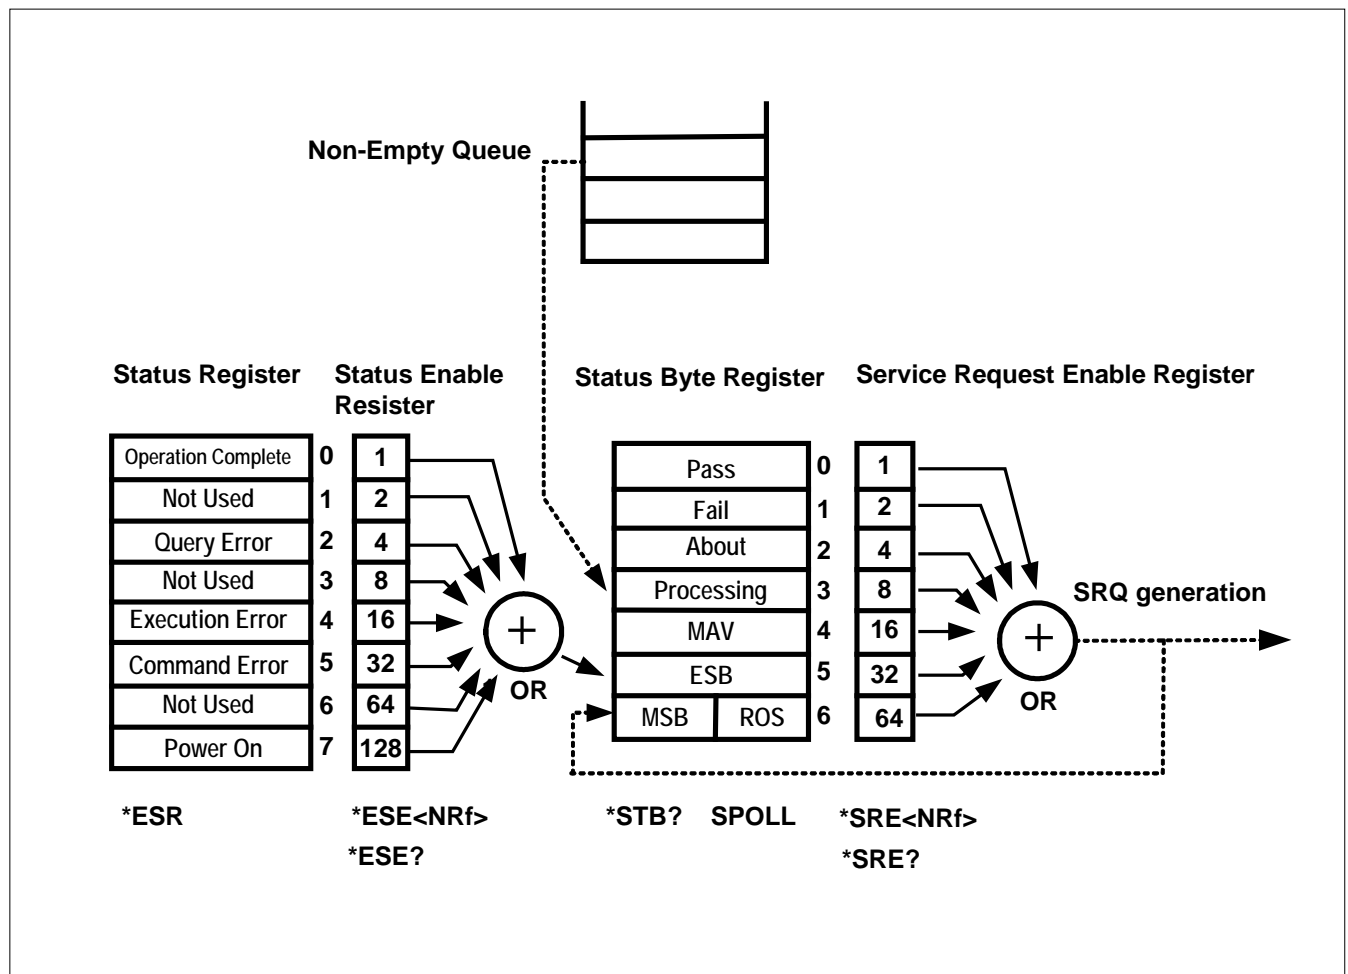 Non-Empty Queue
Status Register
Status Enable
Resister
Status Byte Register
Service Request Enable Register
Operation Complete 0 1
Not Used 1 2
Query Error 2 4
Not Used 3 8
Execution Error 4 16
Command Error 5 32
Not Used 6 64
Power On 7 128
+
OR
Pass 0 1
Fail 1 2
About 2 4
Processing 3 8
MAV 4 16
ESB 5 32
MSB ROS 6 64
+
OR
SRQ generation
*ESR
*ESE<NRf>
*ESE?
*STB? SPOLL
*SRE<NRf>
*SRE?